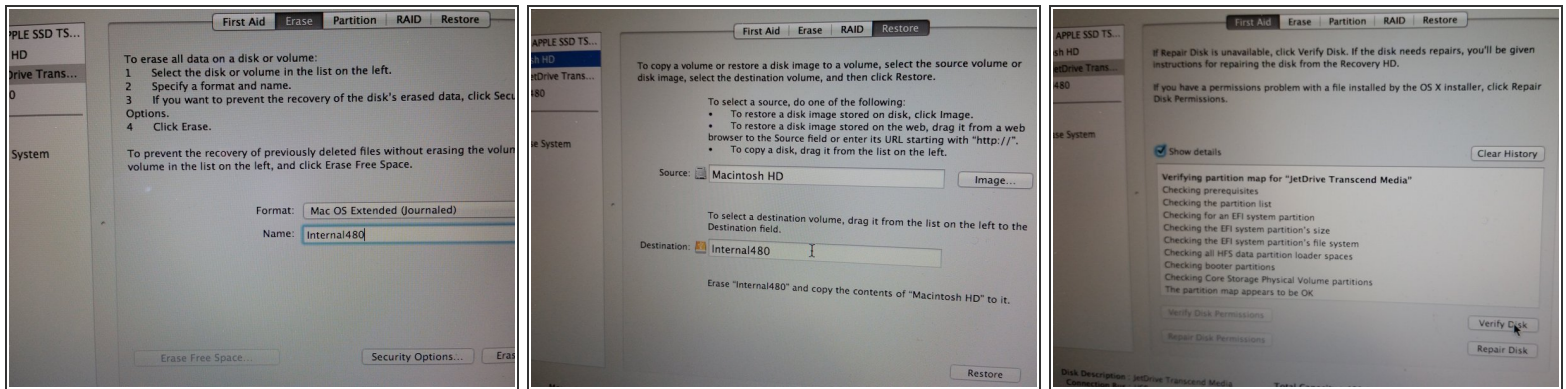 First Aid Erase Partition RAID Restore
PPLE SSD TS...
HD
Drive Trans...
0
System
To erase all data on a disk or volume:
1 Select the disk or volume in the list on the left.
2 Specify a format and name.
3 If you want to prevent the recovery of the disk's erased data, click Secu
Options.
4 Click Erase.
To prevent the recovery of previously deleted files without erasing the volum
volume in the list on the left, and click Erase Free Space.
Format: Mac OS Extended (Journaled)
Name: Internal480
Erase Free Space... Security Options... Eras
First Aid Erase RAID Restore
APPLE SSD TS...
sh HD
etDrive Trans...
480
se System
To copy a volume or restore a disk image to a volume, select the source volume or
disk image, select the destination volume, and then click Restore.
To select a source, do one of the following:
• To restore a disk image stored on disk, click Image.
• To restore a disk image stored on the web, drag it from a web
browser to the Source field or enter its URL starting with "http://".
• To copy a disk, drag it from the list on the left.
Source: Macintosh HD Image...
To select a destination volume, drag it from the list on the left to the
Destination field.
Destination: Internal480
Erase "Internal480" and copy the contents of "Macintosh HD" to it.
Restore
First Aid Erase Partition RAID Restore
APPLE SSD TS...
sh HD
etDrive Trans...
480
se System
If Repair Disk is unavailable, click Verify Disk. If the disk needs repairs, you'll be given
instructions for repairing the disk from the Recovery HD.
If you have a permissions problem with a file installed by the OS X installer, click Repair
Disk Permissions.
Show details Clear History
Verifying partition map for "JetDrive Transcend Media"
Checking prerequisites
Checking the partition list
Checking for an EFI system partition
Checking the EFI system partition's size
Checking the EFI system partition's file system
Checking all HFS data partition loader spaces
Checking booter partitions
Checking Core Storage Physical Volume partitions
The partition map appears to be OK
Verify Disk Permissions Verify Disk
Repair Disk Permissions Repair Disk
Disk Description : JetDrive Transcend Media